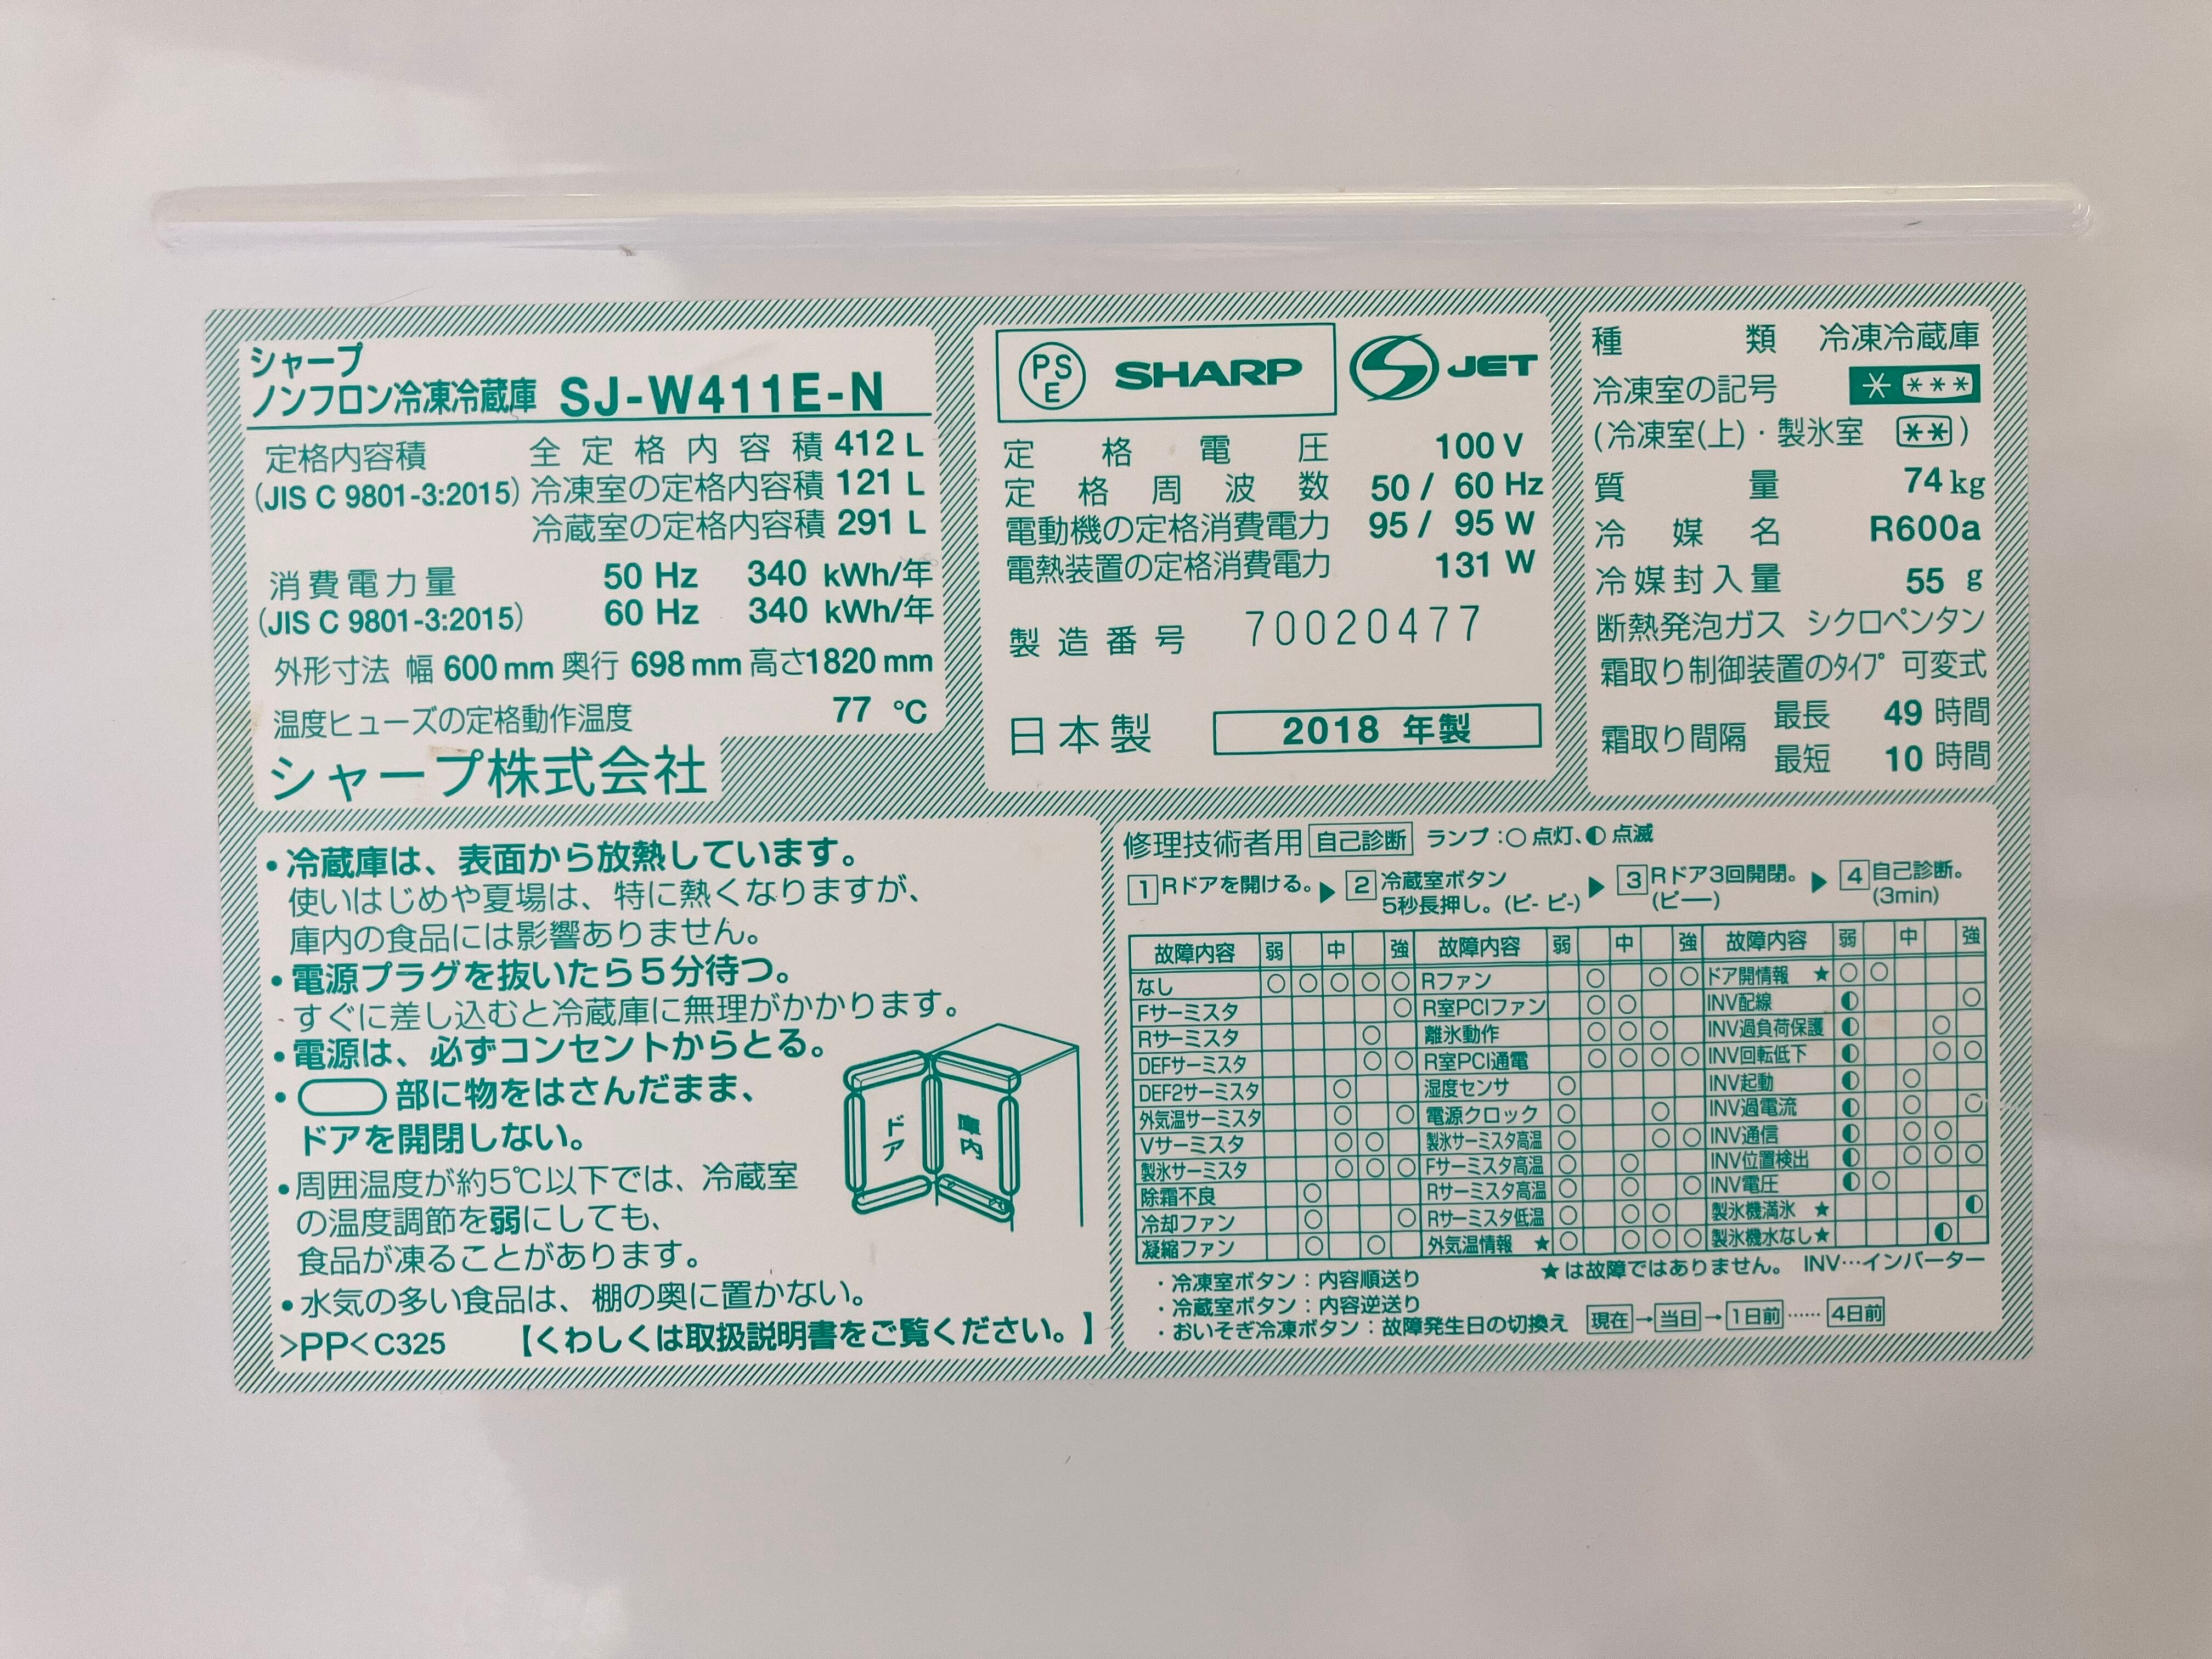 シャープ
ノンフロン冷凍冷蔵庫 SJ-W411E-N
定格内容積 全定格内容積 412 L
(JIS C 9801-3:2015) 冷凍室の定格内容積 121 L
冷蔵室の定格内容積 291 L
消費電力量 50 Hz 340 kWh/年
(JIS C 9801-3:2015) 60 Hz 340 kWh/年
外形寸法 幅 600 mm 奥行 698 mm 高さ1820 mm
温度ヒューズの定格動作温度 77 ℃
シャープ株式会社
PSE SHARP S JET
定格電圧 100 V
定格周波数 50 / 60 Hz
電動機の定格消費電力 95 / 95 W
電熱装置の定格消費電力 131 W
製造番号 70020477
日本製 2018 年製
種類 冷凍冷蔵庫
冷凍室の記号 * ***
(冷凍室(上)・製氷室 ** )
質量 74 kg
冷媒名 R600a
冷媒封入量 55 g
断熱発泡ガス シクロペンタン
霜取り制御装置のタイプ 可変式
霜取り間隔 最長 49 時間
最短 10 時間
•冷蔵庫は、表面から放熱しています。
使いはじめや夏場は、特に熱くなりますが、
庫内の食品には影響ありません。
•電源プラグを抜いたら5分待つ。
すぐに差し込むと冷蔵庫に無理がかかります。
•電源は、必ずコンセントからとる。
• 部に物をはさんだまま、
ドアを開閉しない。
ドア 庫内
•周囲温度が約5℃以下では、冷蔵室
の温度調節を弱にしても、
食品が凍ることがあります。
•水気の多い食品は、棚の奥に置かない。
>PP< C325 【くわしくは取扱説明書をご覧ください。】
修理技術者用 自己診断 ランプ:○点灯、◐点滅
1 Rドアを開ける。▶ 2 冷蔵室ボタン 5秒長押し。(ピ- ピ-) ▶ 3 Rドア3回開閉。(ピ──) ▶ 4 自己診断。(3min)
故障内容 弱 中 強 故障内容 弱 中 強 故障内容 弱 中 強
なし ○ ○ ○ ○ ○ Rファン ○ ○ ○ ドア開情報 ★ ○ ○
Fサーミスタ ○ R室PCIファン ○ ○ INV配線 ◐ ○
Rサーミスタ ○ 離氷動作 ○ ○ ○ INV過負荷保護 ◐ ○
DEFサーミスタ ○ ○ R室PCI通電 ○ ○ ○ ○ INV回転低下 ◐ ○ ○
DEF2サーミスタ ○ 湿度センサ ○ INV起動 ◐ ○
外気温サーミスタ ○ ○ 電源クロック ○ ○ INV過電流 ◐ ○ ○
Vサーミスタ ○ ○ 製氷サーミスタ高温 ○ ○ ○ INV通信 ◐ ○ ○
製氷サーミスタ ○ ○ ○ Fサーミスタ高温 ○ ○ INV位置検出 ◐ ○ ○ ○
除霜不良 ○ Rサーミスタ高温 ○ ○ ○ INV電圧 ◐ ○
冷却ファン ○ ○ Rサーミスタ低温 ○ ○ ○ 製氷機満氷 ★ ◐
凝縮ファン ○ ○ 外気温情報 ★ ○ ○ ○ ○ 製氷機水なし★ ◐
・冷凍室ボタン:内容順送り ★は故障ではありません。 INV…インバーター
・冷蔵室ボタン:内容逆送り
・おいそぎ冷凍ボタン:故障発生日の切換え 現在→当日→1日前……4日前